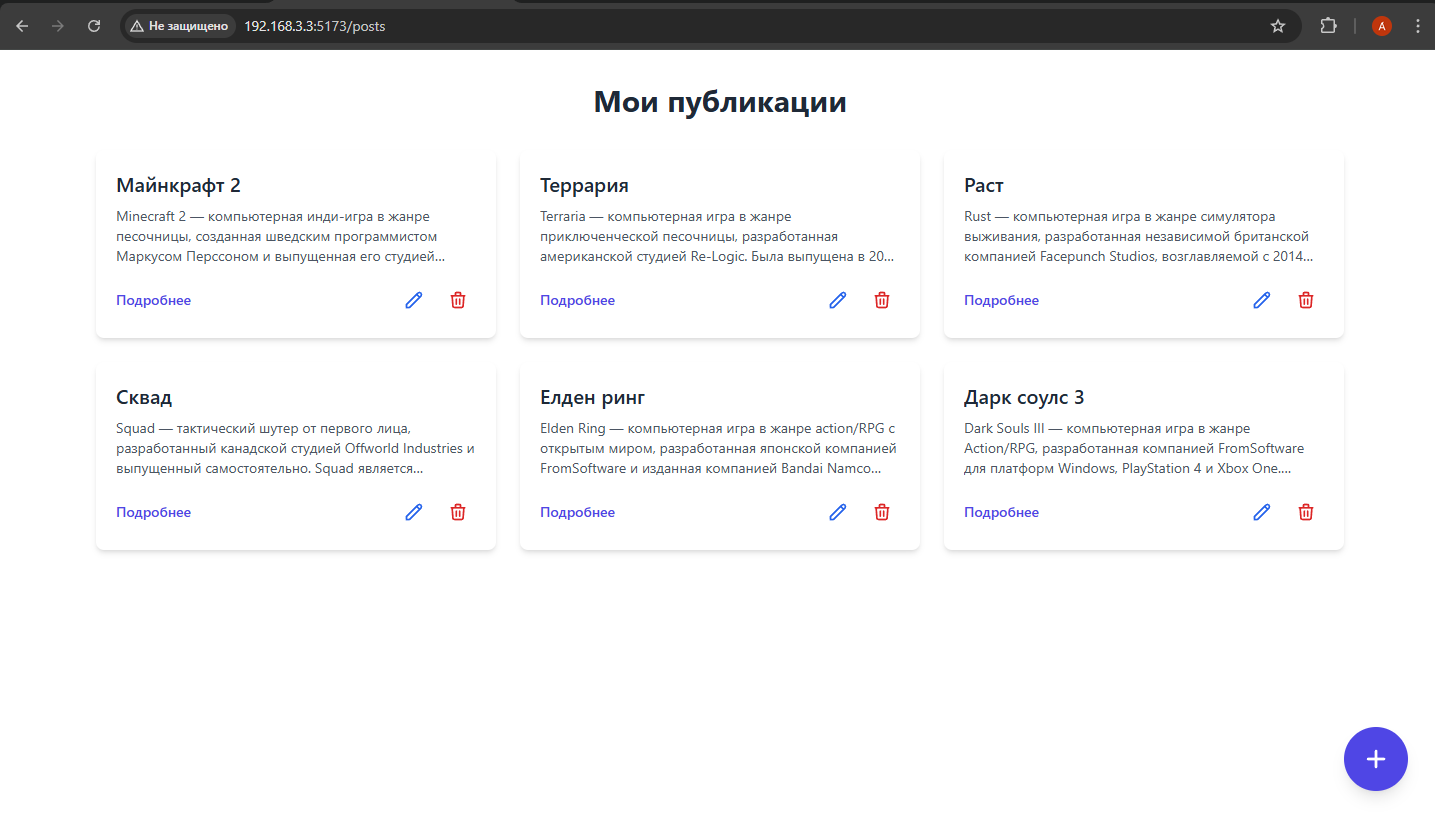 Не защищено 192.168.3.3:5173/posts A
Мои публикации
Майнкрафт 2
Minecraft 2 — компьютерная инди-игра в жанре
песочницы, созданная шведским программистом
Маркусом Перссоном и выпущенная его студией...
Подробнее
Террария
Terraria — компьютерная игра в жанре
приключенческой песочницы, разработанная
американской студией Re-Logic. Была выпущена в 20...
Подробнее
Раст
Rust — компьютерная игра в жанре симулятора
выживания, разработанная независимой британской
компанией Facepunch Studios, возглавляемой с 2014...
Подробнее
Сквад
Squad — тактический шутер от первого лица,
разработанный канадской студией Offworld Industries и
выпущенный самостоятельно. Squad является...
Подробнее
Елден ринг
Elden Ring — компьютерная игра в жанре action/RPG с
открытым миром, разработанная японской компанией
FromSoftware и изданная компанией Bandai Namco...
Подробнее
Дарк соулс 3
Dark Souls III — компьютерная игра в жанре
Action/RPG, разработанная компанией FromSoftware
для платформ Windows, PlayStation 4 и Xbox One....
Подробнее